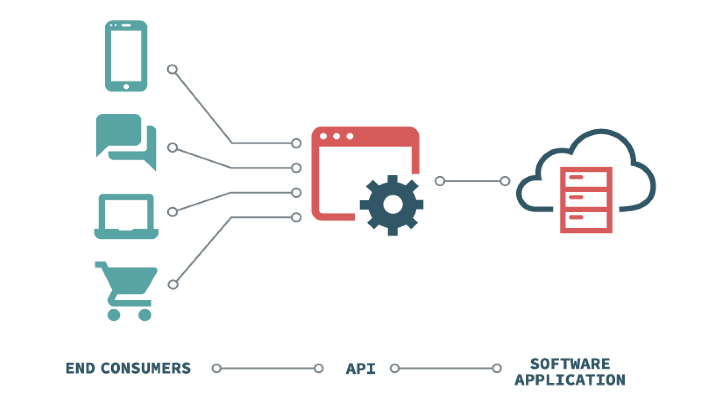 END CONSUMERS
API
SOFTWARE
APPLICATION